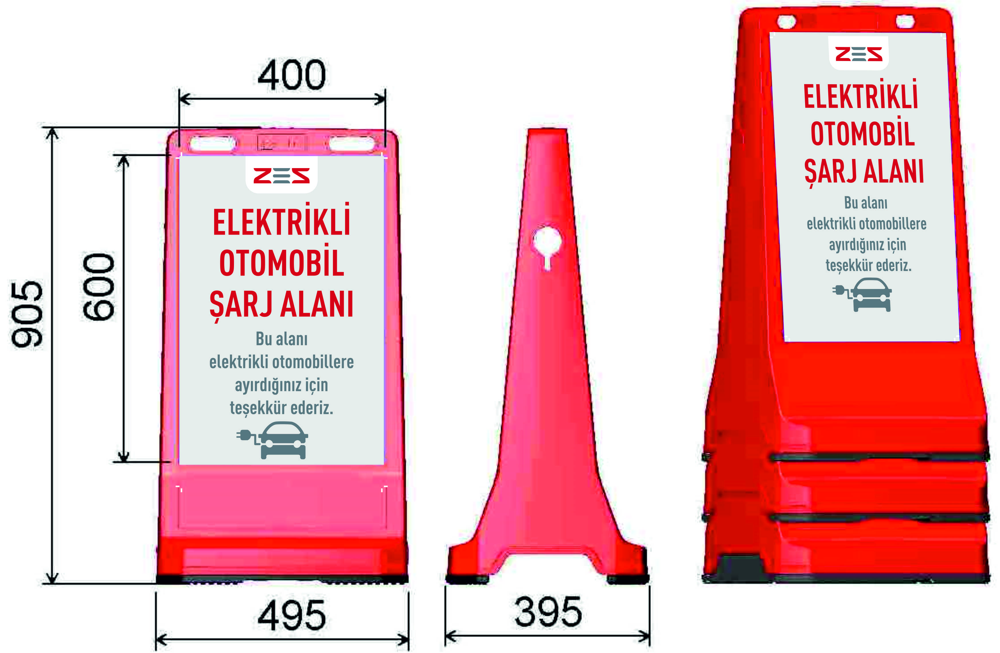 400
905
600
ZES
ELEKTRİKLİ
OTOMOBİL
ŞARJ ALANI
Bu alanı
elektrikli otomobillere
ayırdığınız için
teşekkür ederiz.
495
395
ZES
ELEKTRİKLİ
OTOMOBİL
ŞARJ ALANI
Bu alanı
elektrikli otomobillere
ayırdığınız için
teşekkür ederiz.